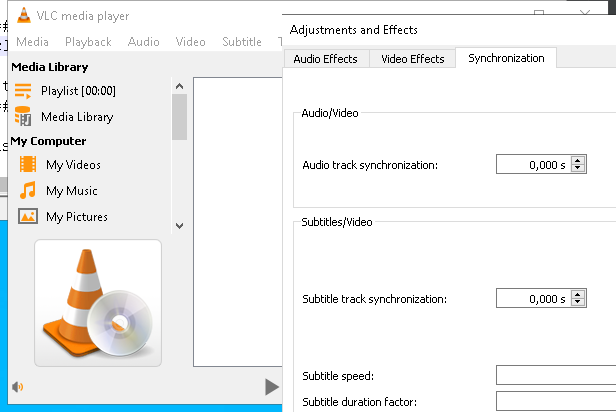 VLC media player
Media Playback Audio Video Subtitle
Media Library
Playlist [00:00]
Media Library
My Computer
My Videos
My Music
My Pictures
Adjustments and Effects
Audio Effects Video Effects Synchronization
Audio/Video
Audio track synchronization: 0,000 s
Subtitles/Video
Subtitle track synchronization: 0,000 s
Subtitle speed:
Subtitle duration factor: